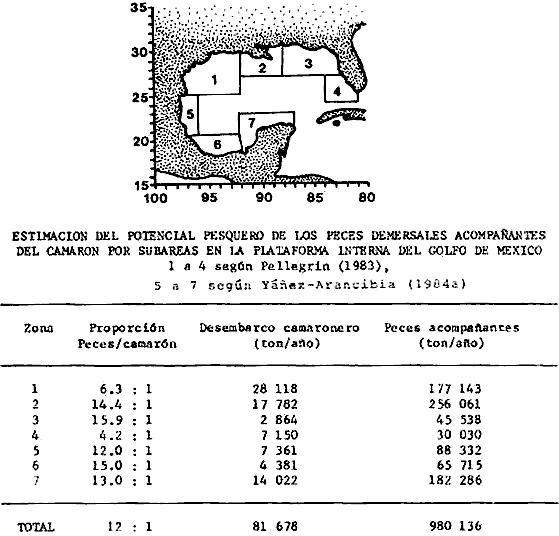 35
30
25
20
15
100 95 90 85 80
1
2
3
4
5
6
7
ESTIMACION DEL POTENCIAL PESQUERO DE LOS PECES DEMERSALES ACOMPAÑANTES
DEL CAMARON POR SUBAREAS EN LA PLATAFORMA INTERNA DEL GOLFO DE MEXICO
1 a 4 según Pellegrin (1983),
5 a 7 según Yáñez-Arancibia (1984a)
Zona Proporción Desembarco camaronero Peces acompañantes
Peces/camarón (ton/año) (ton/año)
1 6.3 : 1 28 118 177 143
2 14.4 : 1 17 782 256 061
3 15.9 : 1 2 864 45 538
4 4.2 : 1 7 150 30 030
5 12.0 : 1 7 361 88 332
6 15.0 : 1 4 381 65 715
7 13.0 : 1 14 022 182 286
TOTAL 12 : 1 81 678 980 136